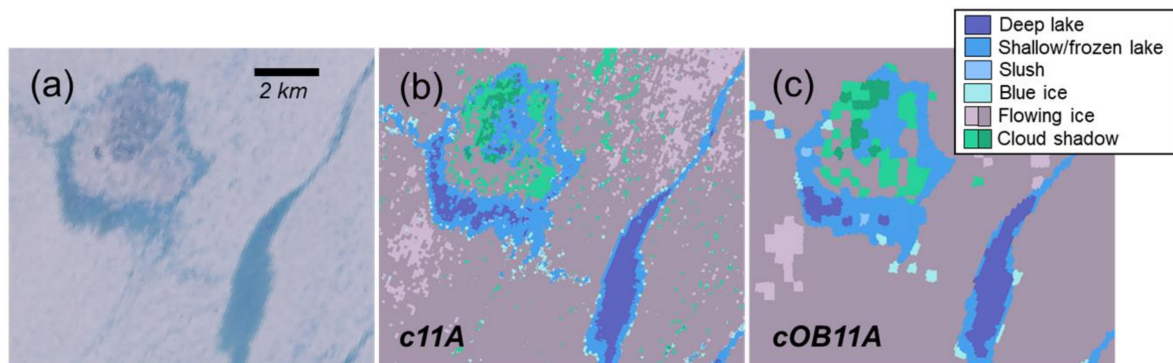 (a)
2 km
(b)
c11A
(c)
cOB11A
Deep lake
Shallow/frozen lake
Slush
Blue ice
Flowing ice
Cloud shadow